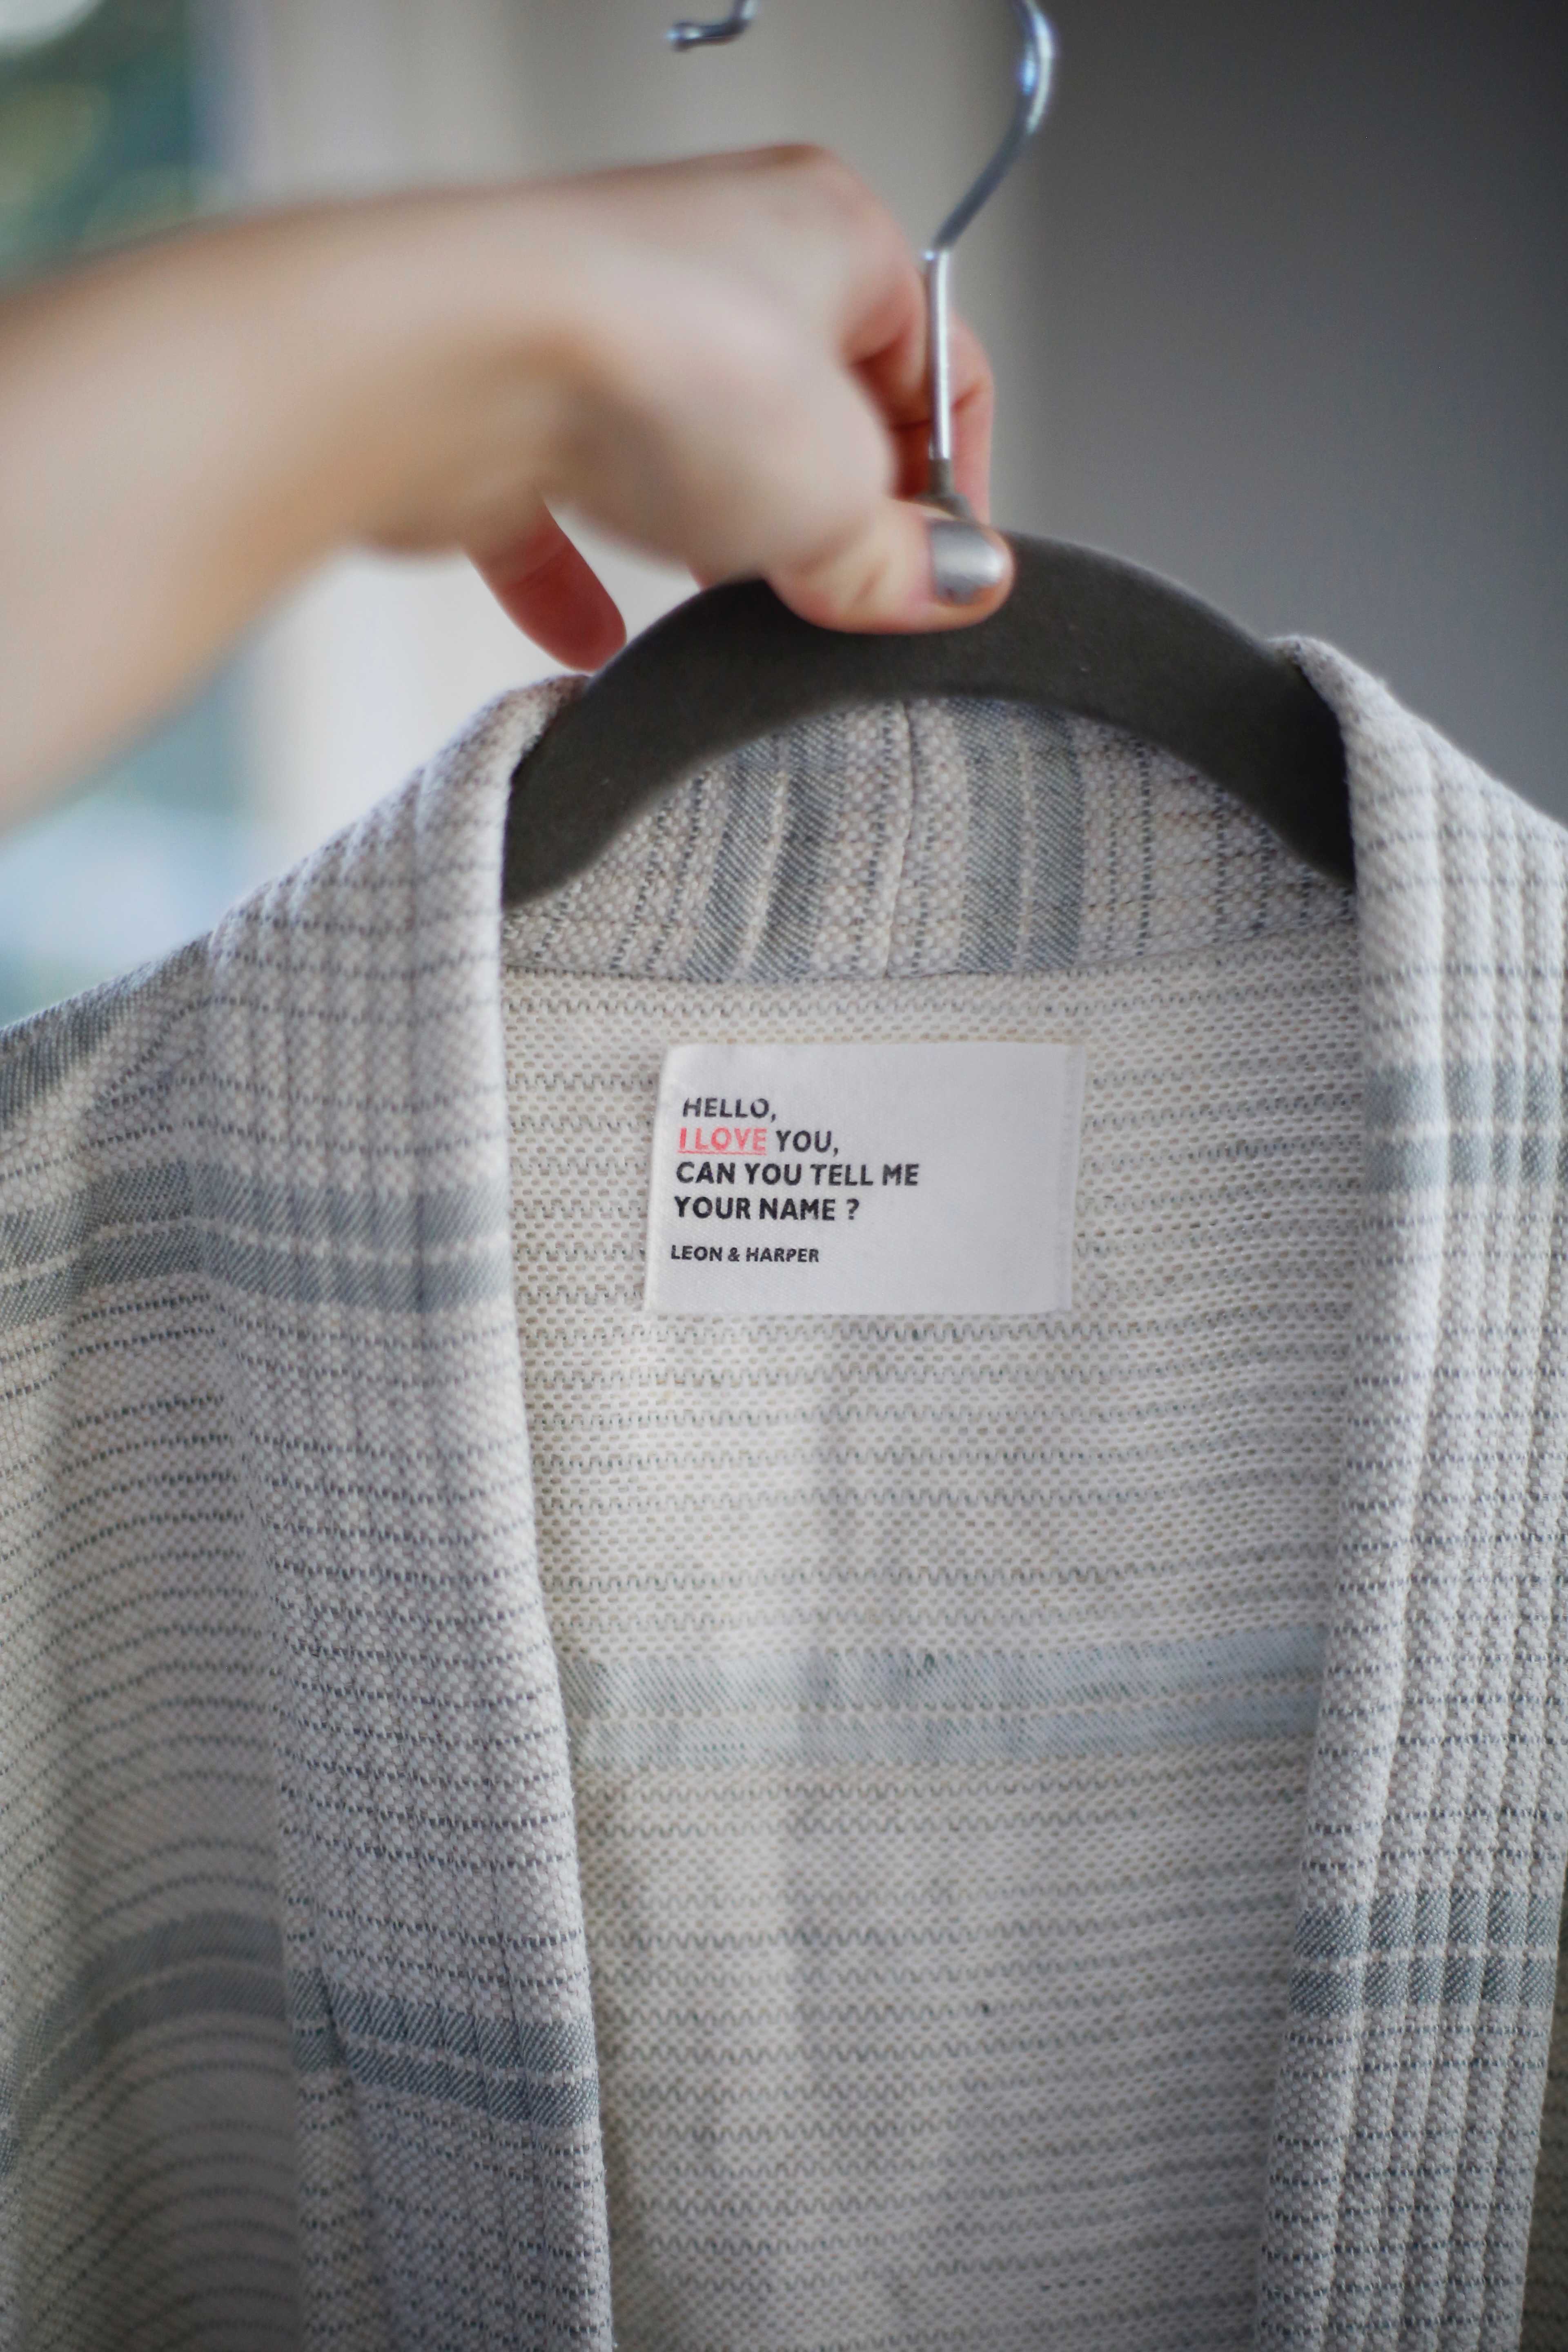 HELLO,
I LOVE YOU,
CAN YOU TELL ME
YOUR NAME ?
LEON & HARPER